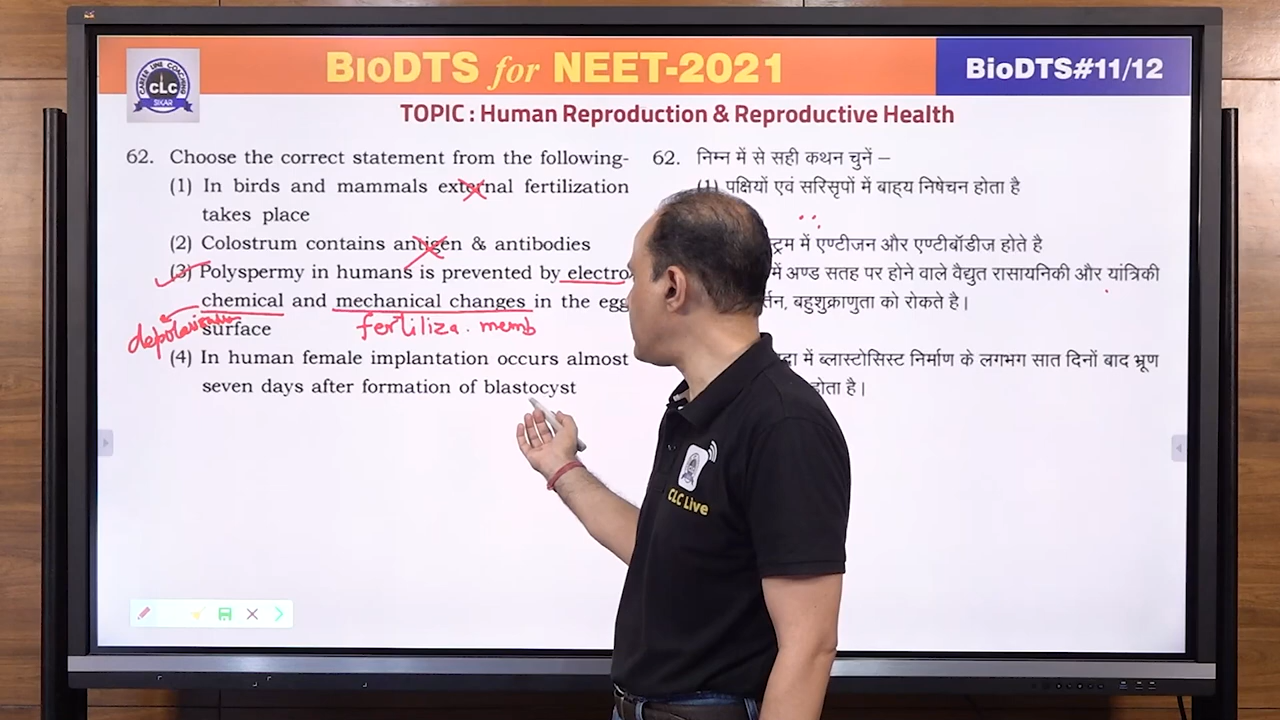 BIODTS for NEET-2021
BioDTS#11/12
CAREER LINE COACHING
CLC
SIKAR
TOPIC : Human Reproduction & Reproductive Health
62. Choose the correct statement from the following-
(1) In birds and mammals external fertilization
takes place
(2) Colostrum contains antigen & antibodies
(3) Polyspermy in humans is prevented by electro
chemical and mechanical changes in the egg
surface
fertiliza. memb
(4) In human female implantation occurs almost
seven days after formation of blastocyst
62. निम्न में से सही कथन चुनें –
(1) पक्षियों एवं सरिसृपों में बाह्य निषेचन होता है
में एण्टीजन और एण्टीबॉडीज होते है
में अण्ड सतह पर होने वाले वैद्युत रासायनिकी और यांत्रिकी
बहुशुक्राणुता को रोकते है।
में ब्लास्टोसिस्ट निर्माण के लगभग सात दिनों बाद भ्रूण
होता है।
CLC Live